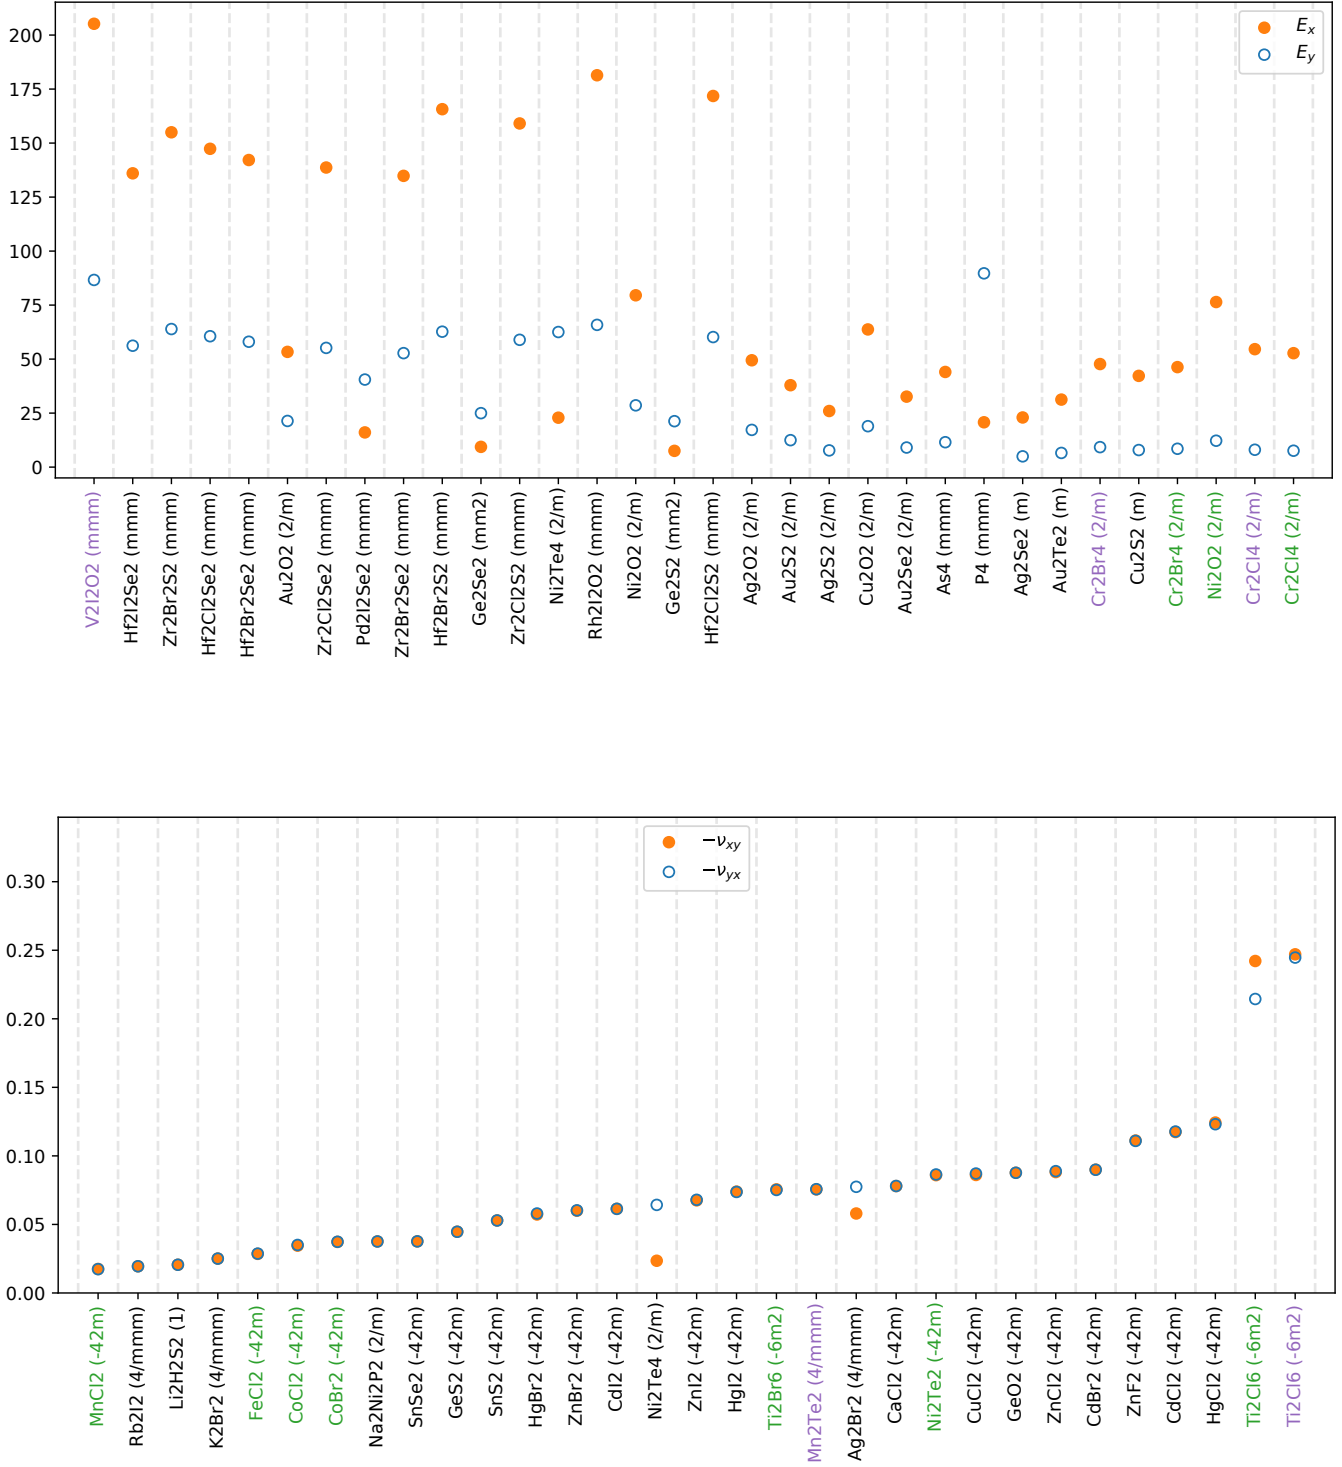 200
175
150
125
100
75
50
25
0
E_x
E_y
V2I2O2 (mmm)
Hf2I2Se2 (mmm)
Zr2Br2S2 (mmm)
Hf2Cl2Se2 (mmm)
Hf2Br2Se2 (mmm)
Au2O2 (2/m)
Zr2Cl2Se2 (mmm)
Pd2I2Se2 (mmm)
Zr2Br2Se2 (mmm)
Hf2Br2S2 (mmm)
Ge2Se2 (mm2)
Zr2Cl2S2 (mmm)
Ni2Te4 (2/m)
Rh2I2O2 (mmm)
Ni2O2 (2/m)
Ge2S2 (mm2)
Hf2Cl2S2 (mmm)
Ag2O2 (2/m)
Au2S2 (2/m)
Ag2S2 (2/m)
Cu2O2 (2/m)
Au2Se2 (2/m)
As4 (mmm)
P4 (mmm)
Ag2Se2 (m)
Au2Te2 (m)
Cr2Br4 (2/m)
Cu2S2 (m)
Cr2Br4 (2/m)
Ni2O2 (2/m)
Cr2Cl4 (2/m)
Cr2Cl4 (2/m)
0.30
0.25
0.20
0.15
0.10
0.05
0.00
−ν_xy
−ν_yx
MnCl2 (-42m)
Rb2I2 (4/mmm)
Li2H2S2 (1)
K2Br2 (4/mmm)
FeCl2 (-42m)
CoCl2 (-42m)
CoBr2 (-42m)
Na2Ni2P2 (2/m)
SnSe2 (-42m)
GeS2 (-42m)
SnS2 (-42m)
HgBr2 (-42m)
ZnBr2 (-42m)
CdI2 (-42m)
Ni2Te4 (2/m)
ZnI2 (-42m)
HgI2 (-42m)
Ti2Br6 (-6m2)
Mn2Te2 (4/mmm)
Ag2Br2 (4/mmm)
CaCl2 (-42m)
Ni2Te2 (-42m)
CuCl2 (-42m)
GeO2 (-42m)
ZnCl2 (-42m)
CdBr2 (-42m)
ZnF2 (-42m)
CdCl2 (-42m)
HgCl2 (-42m)
Ti2Cl6 (-6m2)
Ti2Cl6 (-6m2)